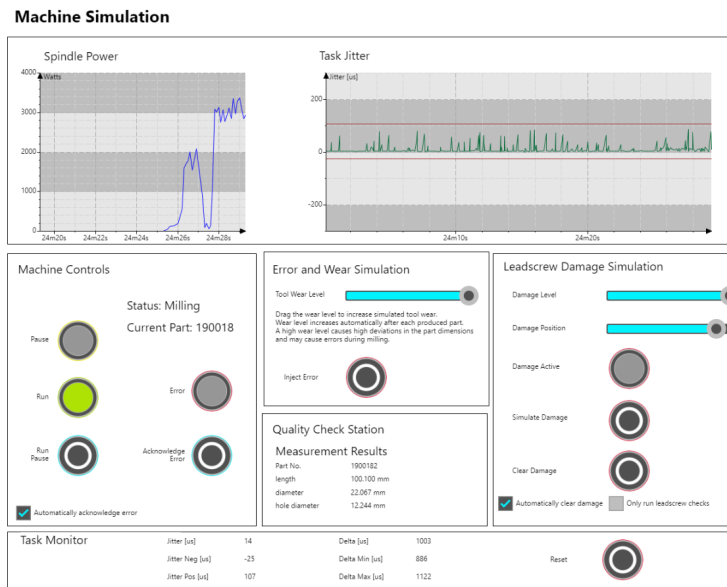 Machine Simulation
Spindle Power
Task Jitter
Watts
4000
3000
2000
1000
0
24m20s 24m22s 24m24s 24m26s 24m28s
Jitter [us]
200
0
-200
24m10s 24m20s
Machine Controls
Status: Milling
Current Part: 190018
Pause
Run
Error
Run
Pause
Acknowledge
Error
Automatically acknowledge error
Error and Wear Simulation
Tool Wear Level
Drag the wear level to increase simulated tool wear.
Wear level increases automatically after each produced part.
A high wear level causes high deviations in the part dimensions
and may cause errors during milling.
Inject Error
Quality Check Station
Measurement Results
Part No. 1900182
length 100.100 mm
diameter 22.067 mm
hole diameter 12.244 mm
Leadscrew Damage Simulation
Damage Level
Damage Position
Damage Active
Simulate Damage
Clear Damage
Automatically clear damage Only run leadscrew checks
Task Monitor
Jitter [us] 14 Delta [us] 1003
Jitter Neg [us] -25 Delta Min [us] 886
Jitter Pos [us] 107 Delta Max [us] 1122
Reset